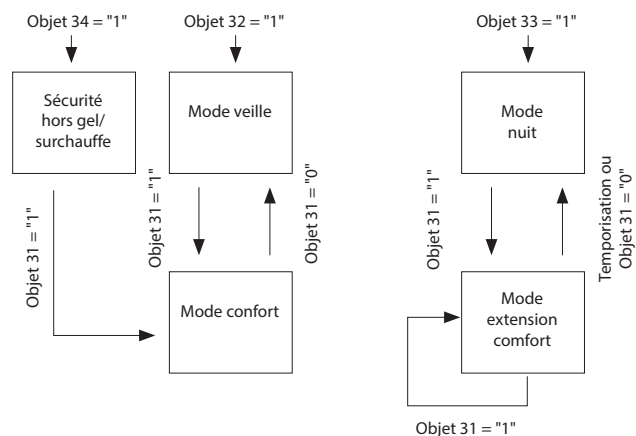 Objet 34 = "1"
Objet 32 = "1"
Objet 33 = "1"
Sécurité
hors gel/
surchauffe
Mode veille
Mode
nuit
Objet 31 = "1"
Objet 31 = "1"
Objet 31 = "0"
Objet 31 = "1"
Temporisation ou
Objet 31 = "0"
Mode confort
Mode
extension
comfort
Objet 31 = "1"